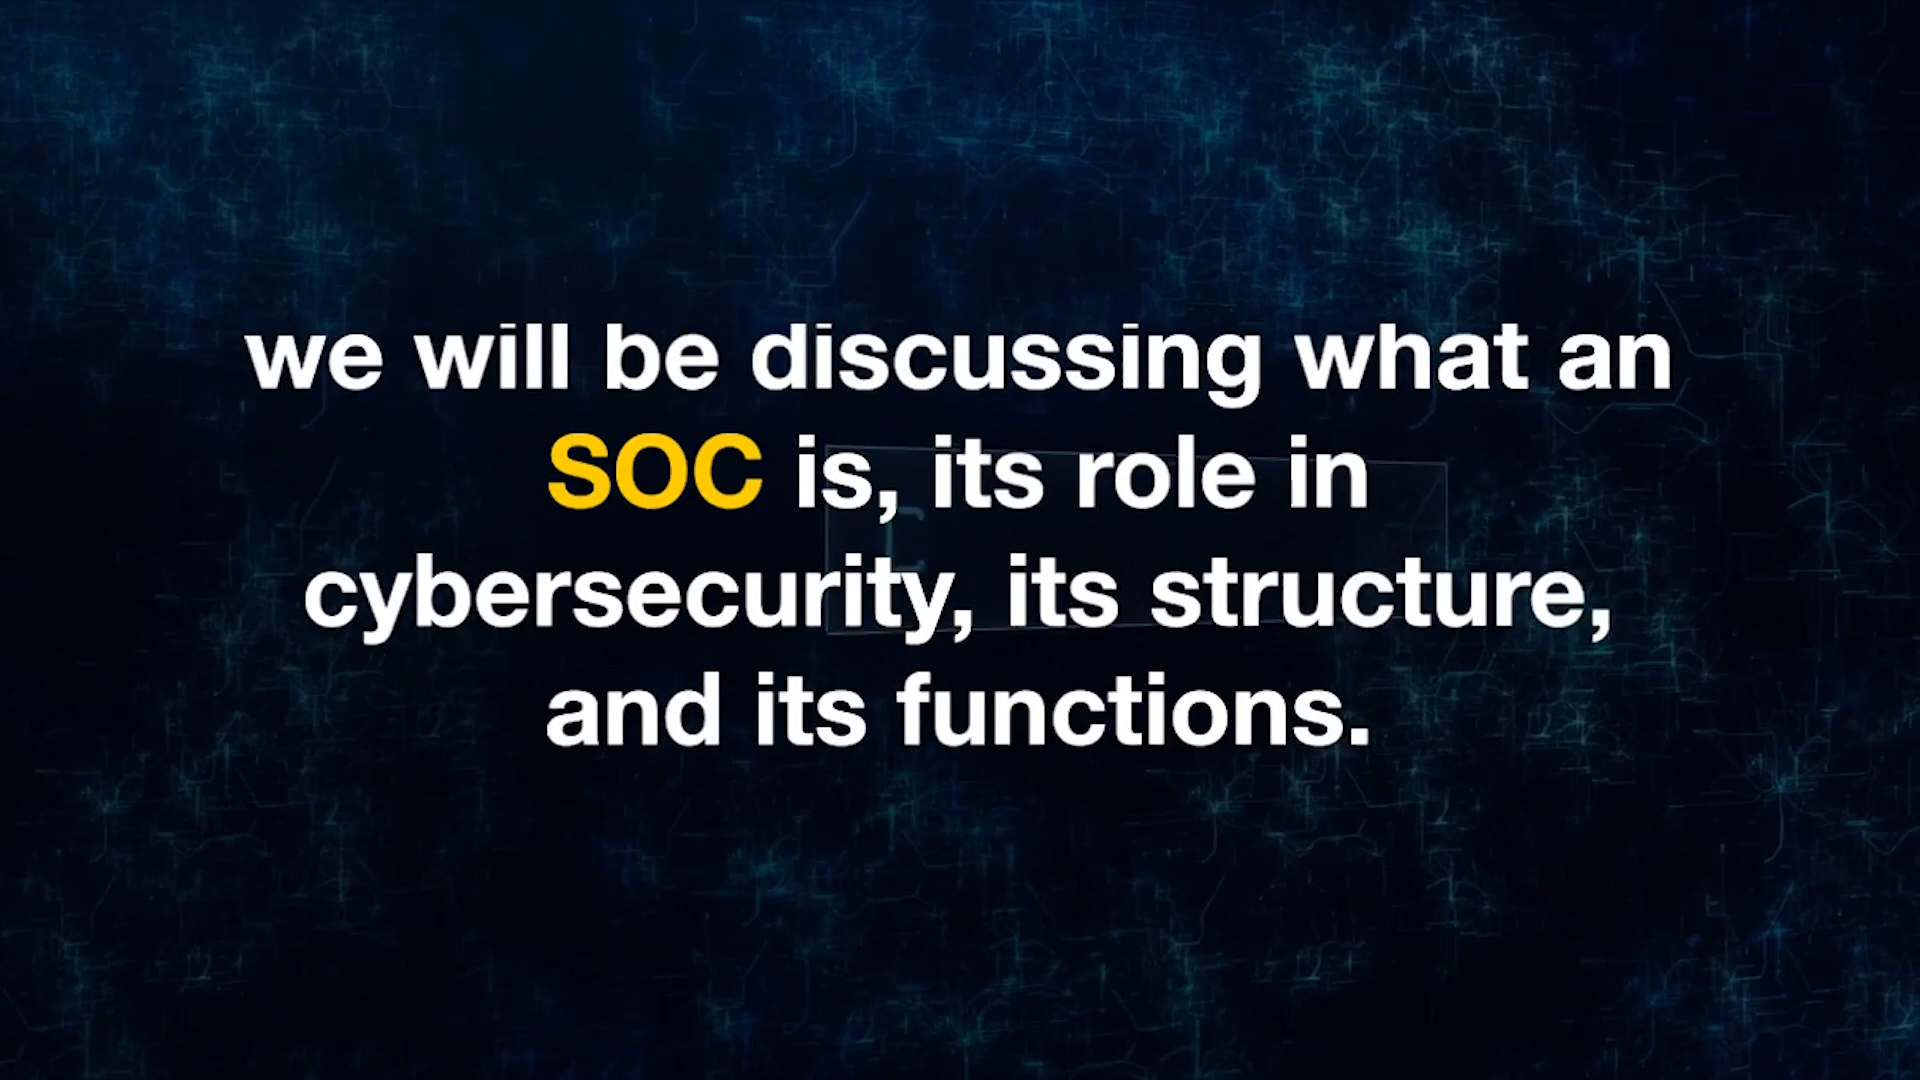 we will be discussing what an
SOC is, its role in
cybersecurity, its structure,
and its functions.